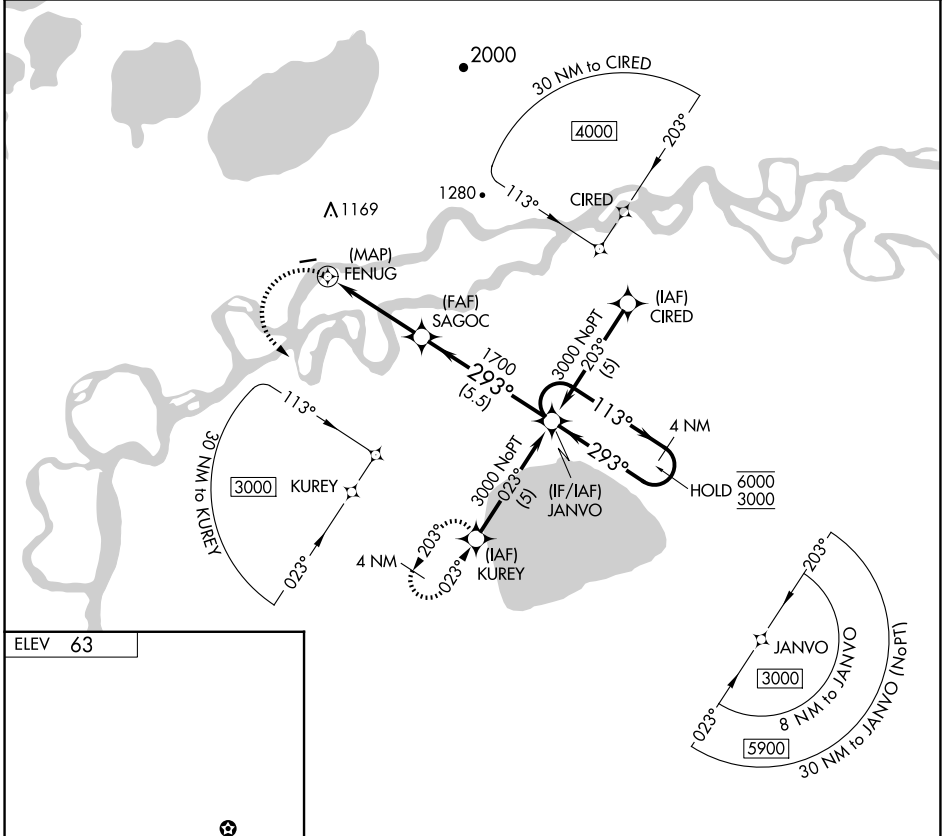 2000
30 NM to CIRED
4000
203°
113°
CIRED
1280
1169
(MAP)
FENUG
(FAF)
SAGOC
(IAF)
CIRED
3000 NoPT
203°
(5)
1700
293°
(5.5)
113°
4 NM
293°
HOLD 6000
3000
(IF/IAF)
JANVO
3000 NoPT
023°
(5)
(IAF)
KUREY
203°
023°
4 NM
113°
30 NM to KUREY
3000
KUREY
023°
203°
JANVO
3000
8 NM to JANVO
023°
5900
30 NM to JANVO (NoPT)
ELEV 63